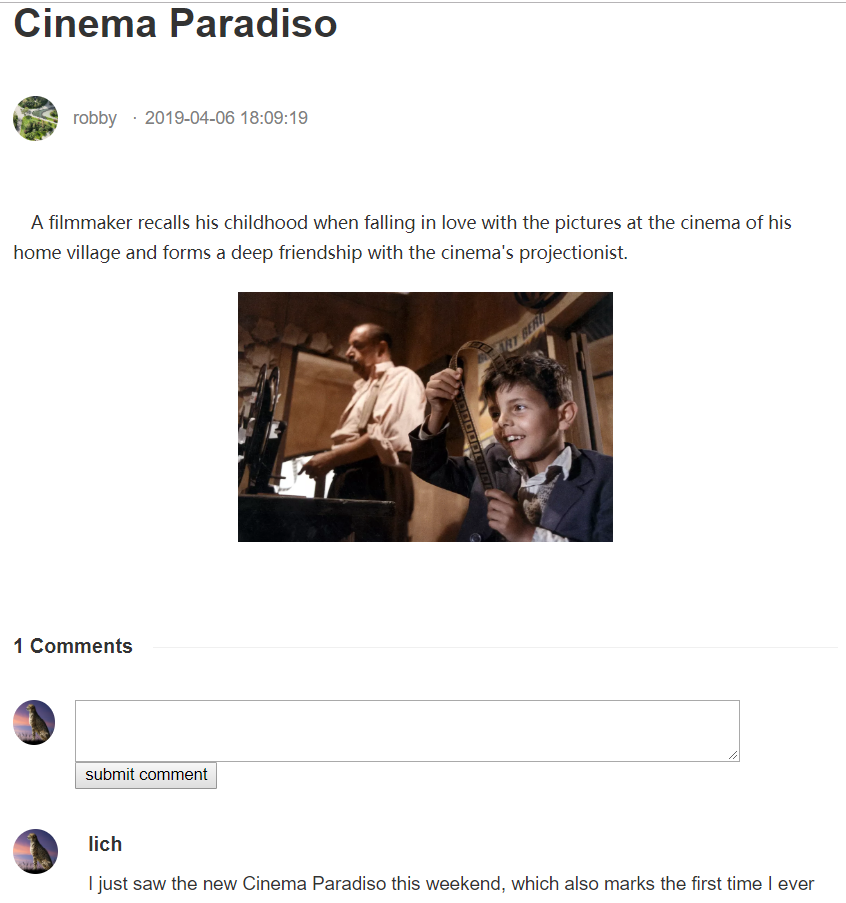 Cinema Paradiso
robby · 2019-04-06 18:09:19
A filmmaker recalls his childhood when falling in love with the pictures at the cinema of his
home village and forms a deep friendship with the cinema's projectionist.
1 Comments
submit comment
lich
I just saw the new Cinema Paradiso this weekend, which also marks the first time I ever